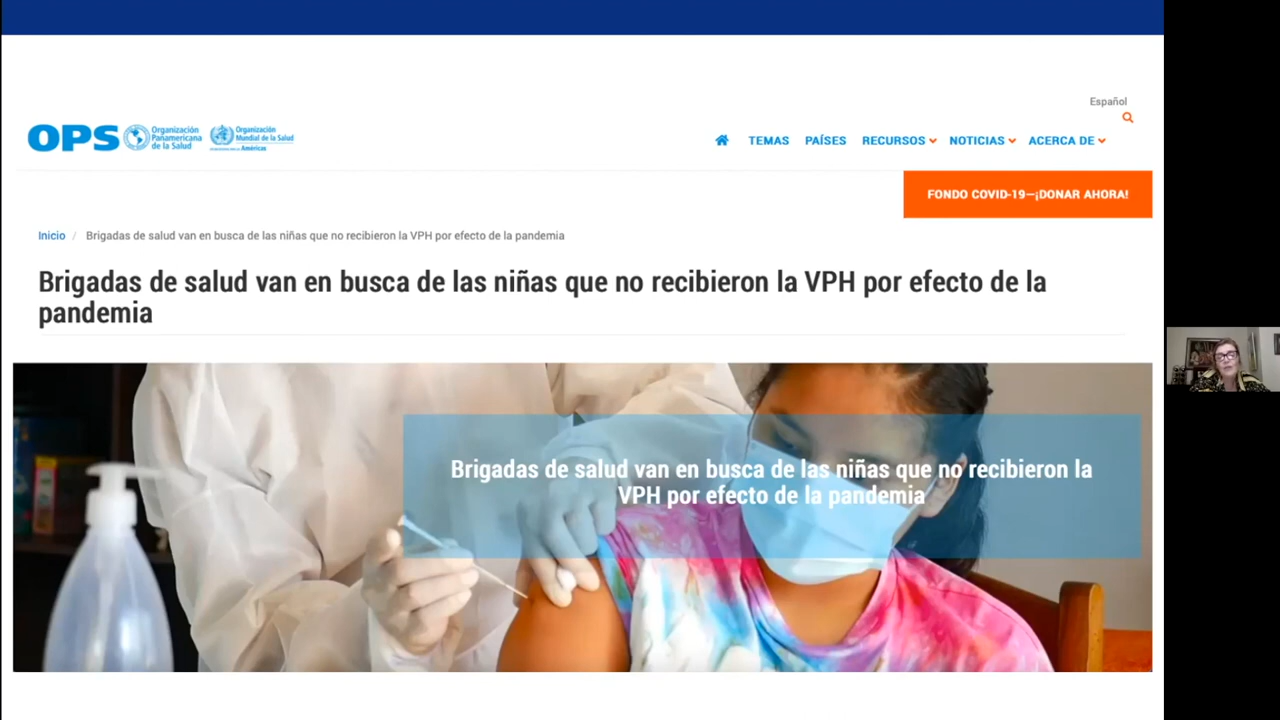 Español
OPS
Organización
Panamericana
de la Salud
Organización
Mundial de la Salud
Américas
TEMAS PAÍSES RECURSOS NOTICIAS ACERCA DE
FONDO COVID-19—¡DONAR AHORA!
Inicio / Brigadas de salud van en busca de las niñas que no recibieron la VPH por efecto de la pandemia
Brigadas de salud van en busca de las niñas que no recibieron la VPH por efecto de la
pandemia
Brigadas de salud van en busca de las niñas que no recibieron la
VPH por efecto de la pandemia